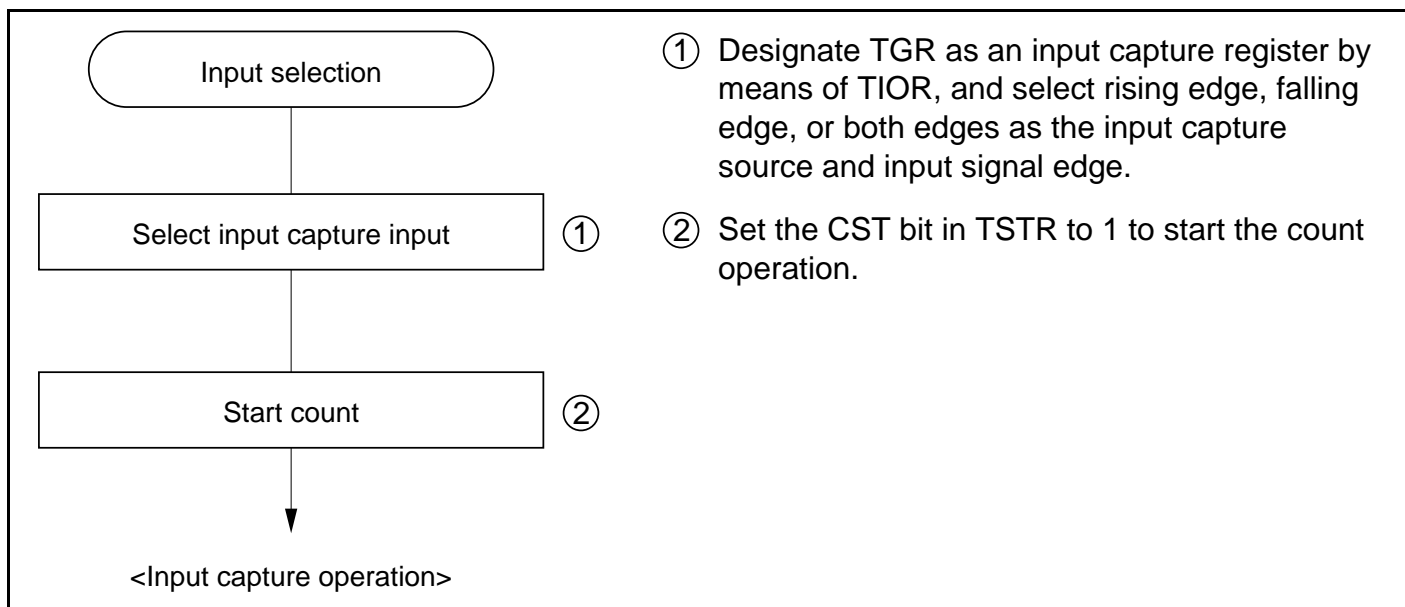 Input selection
Select input capture input
①
Start count
②
<Input capture operation>
① Designate TGR as an input capture register by
means of TIOR, and select rising edge, falling
edge, or both edges as the input capture
source and input signal edge.
② Set the CST bit in TSTR to 1 to start the count
operation.